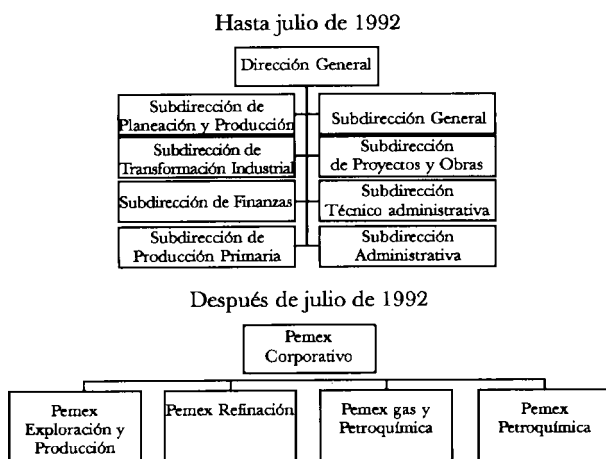 Hasta julio de 1992
Dirección General
Subdirección de
Planeación y Producción
Subdirección General
Subdirección de
Transformación Industrial
Subdirección
de Proyectos y Obras
Subdirección de Finanzas
Subdirección
Técnico administrativa
Subdirección de
Producción Primaria
Subdirección
Administrativa
Después de julio de 1992
Pemex
Corporativo
Pemex
Exploración y
Producción
Pemex Refinación
Pemex gas y
Petroquímica
Pemex
Petroquímica